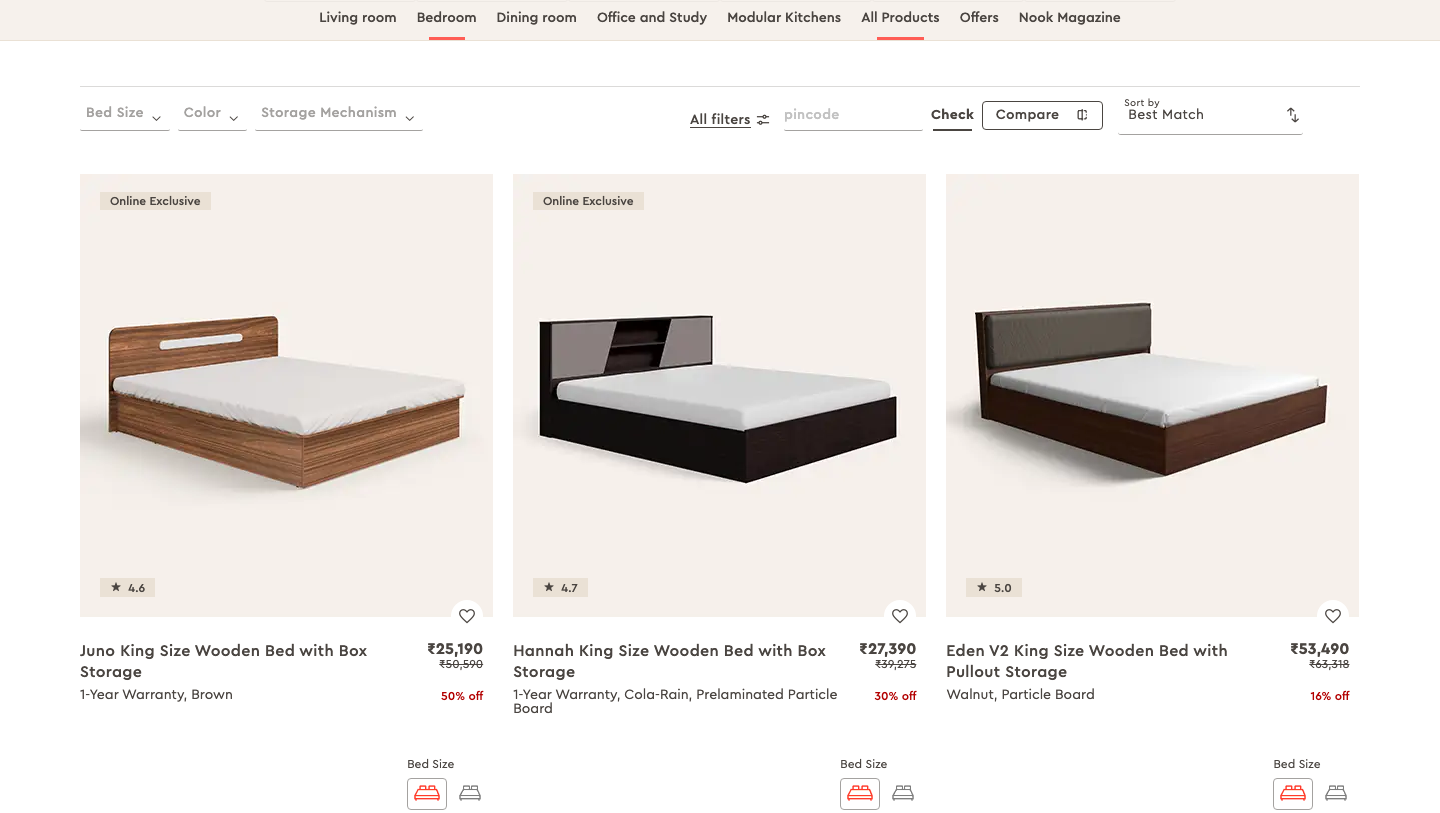 Living room Bedroom Dining room Office and Study Modular Kitchens All Products Offers Nook Magazine
Bed Size Color Storage Mechanism All filters pincode Check Compare Sort by
Best Match
Online Exclusive
Online Exclusive
★ 4.6
★ 4.7
★ 5.0
Juno King Size Wooden Bed with Box
Storage
₹25,190
₹50,590
1-Year Warranty, Brown
50% off
Hannah King Size Wooden Bed with Box
Storage
₹27,390
₹39,275
1-Year Warranty, Cola-Rain, Prelaminated Particle
Board
30% off
Eden V2 King Size Wooden Bed with
Pullout Storage
₹53,490
₹63,318
Walnut, Particle Board
16% off
Bed Size
Bed Size
Bed Size